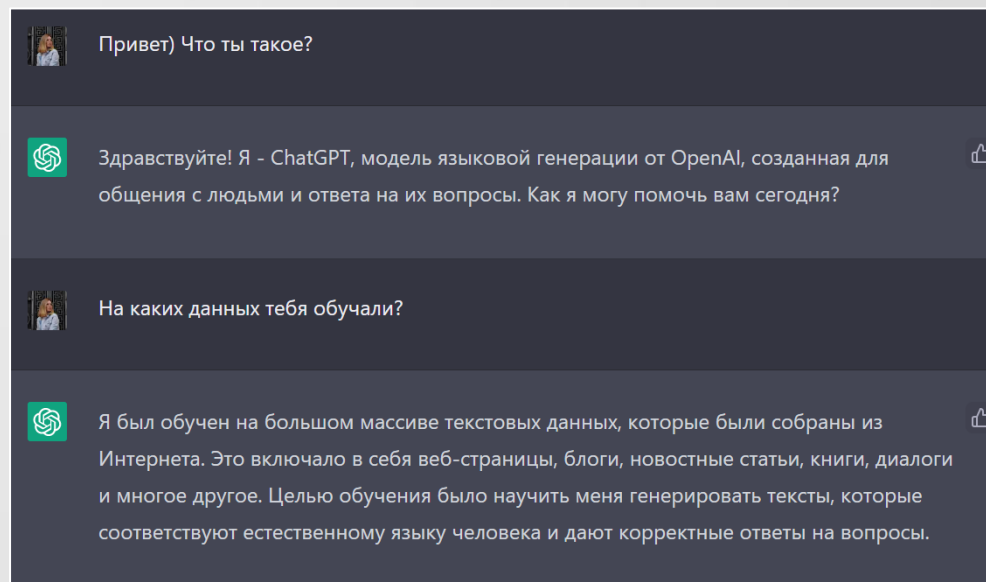 Привет) Что ты такое?
Здравствуйте! Я - ChatGPT, модель языковой генерации от OpenAI, созданная для
общения с людьми и ответа на их вопросы. Как я могу помочь вам сегодня?
На каких данных тебя обучали?
Я был обучен на большом массиве текстовых данных, которые были собраны из
Интернета. Это включало в себя веб-страницы, блоги, новостные статьи, книги, диалоги
и многое другое. Целью обучения было научить меня генерировать тексты, которые
соответствуют естественному языку человека и дают корректные ответы на вопросы.